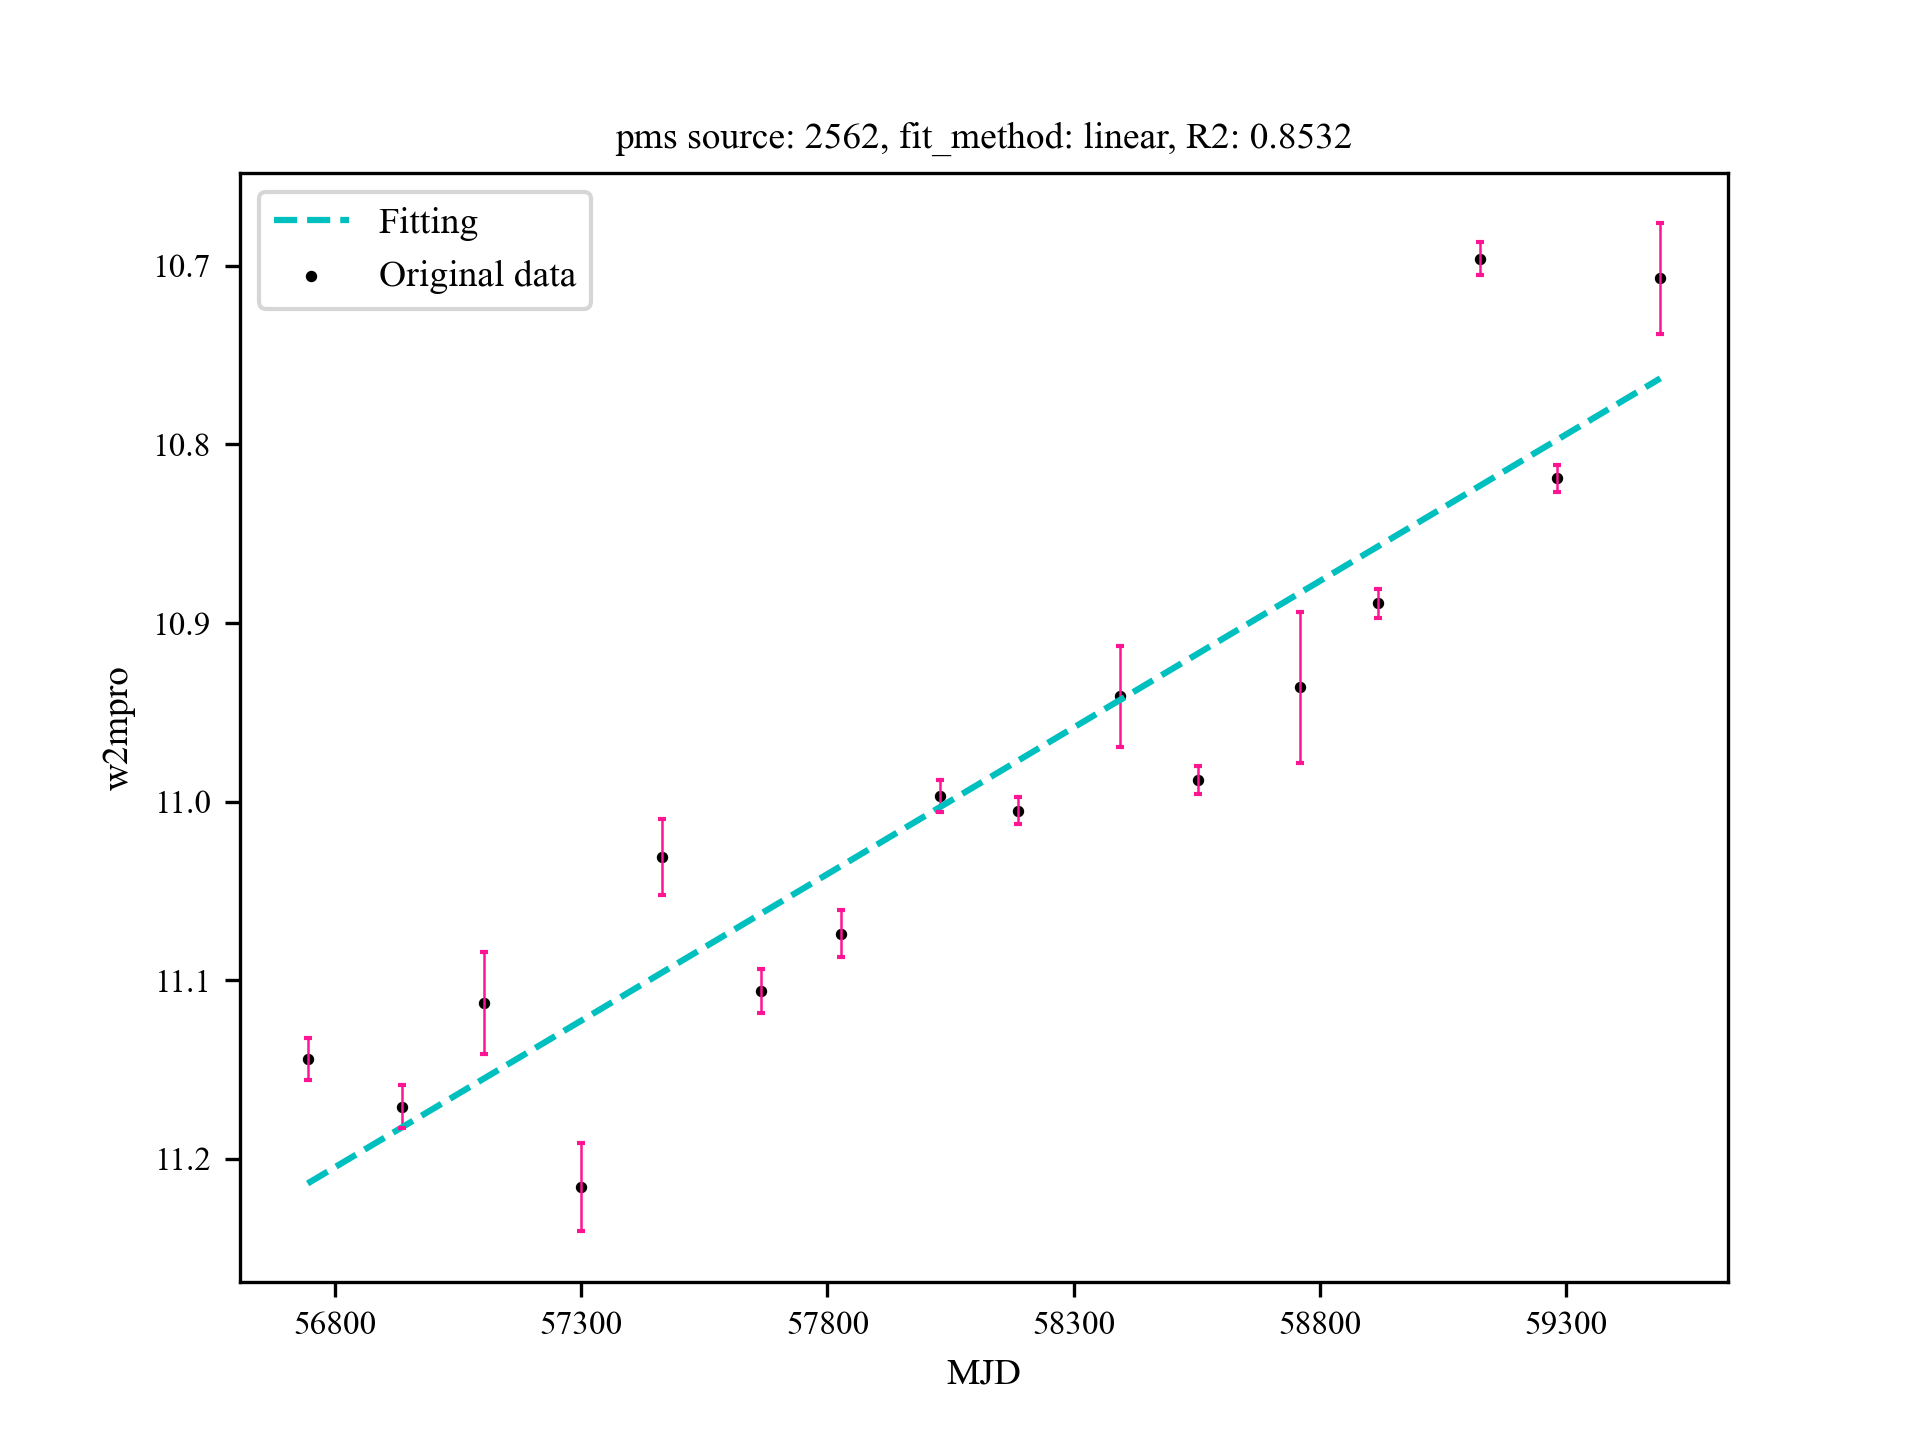 pms source: 2562, fit_method: linear, R2: 0.8532
Fitting
Original data
10.7
10.8
10.9
11.0
11.1
11.2
w2mpro
56800 57300 57800 58300 58800 59300
MJD